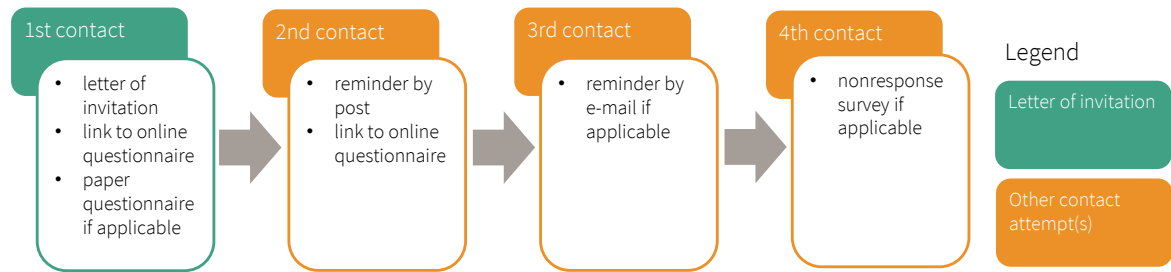 1st contact
• letter of
invitation
• link to online
questionnaire
• paper
questionnaire
if applicable
2nd contact
• reminder by
post
• link to online
questionnaire
3rd contact
• reminder by
e-mail if
applicable
4th contact
• nonresponse
survey if
applicable
Legend
Letter of invitation
Other contact
attempt(s)